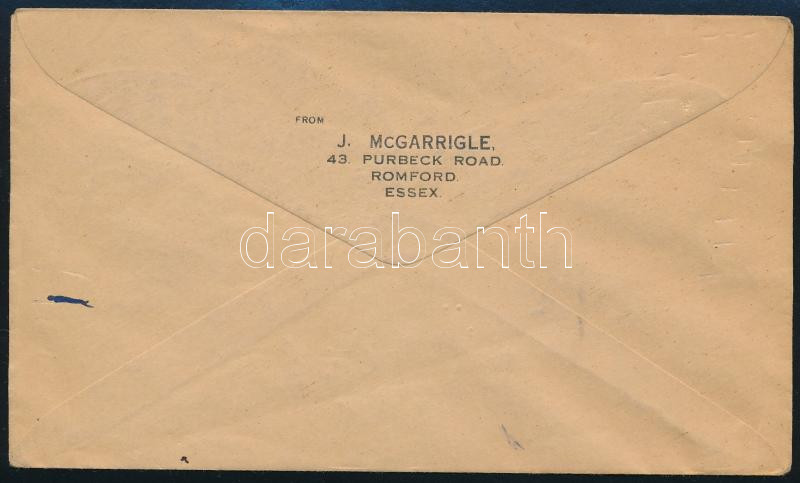 FROM
J. McGARRIGLE,
43. PURBECK ROAD.
ROMFORD.
ESSEX.
darabanth